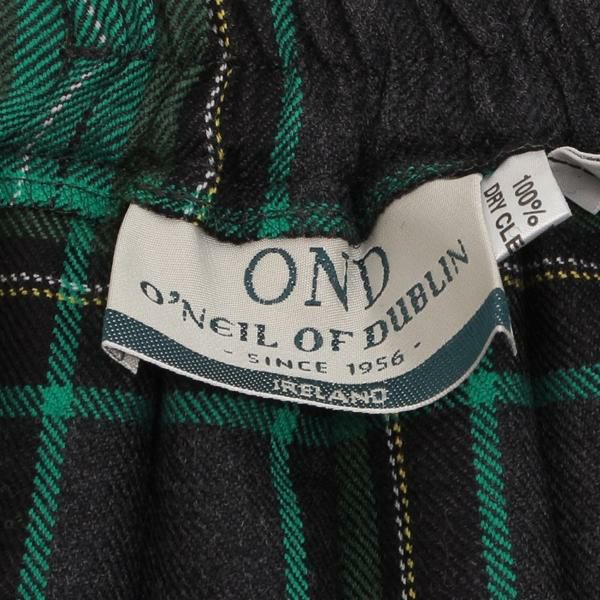 OND
O'NEIL OF DUBLIN
- SINCE 1956 -
IRELAND
100%
DRY CLE